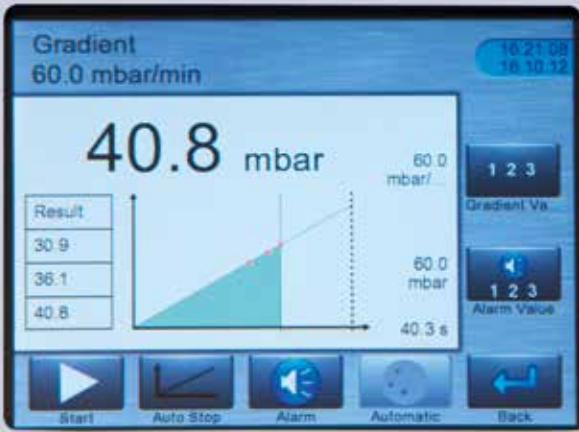 Gradient
60.0 mbar/min
16:21:08
16.10.12
40.8 mbar
60.0
mbar/...
1 2 3
Gradient Va...
Result
30.9
36.1
40.8
60.0
mbar
40.3 s
1 2 3
Alarm Value
Start
Auto Stop
Alarm
Automatic
Back